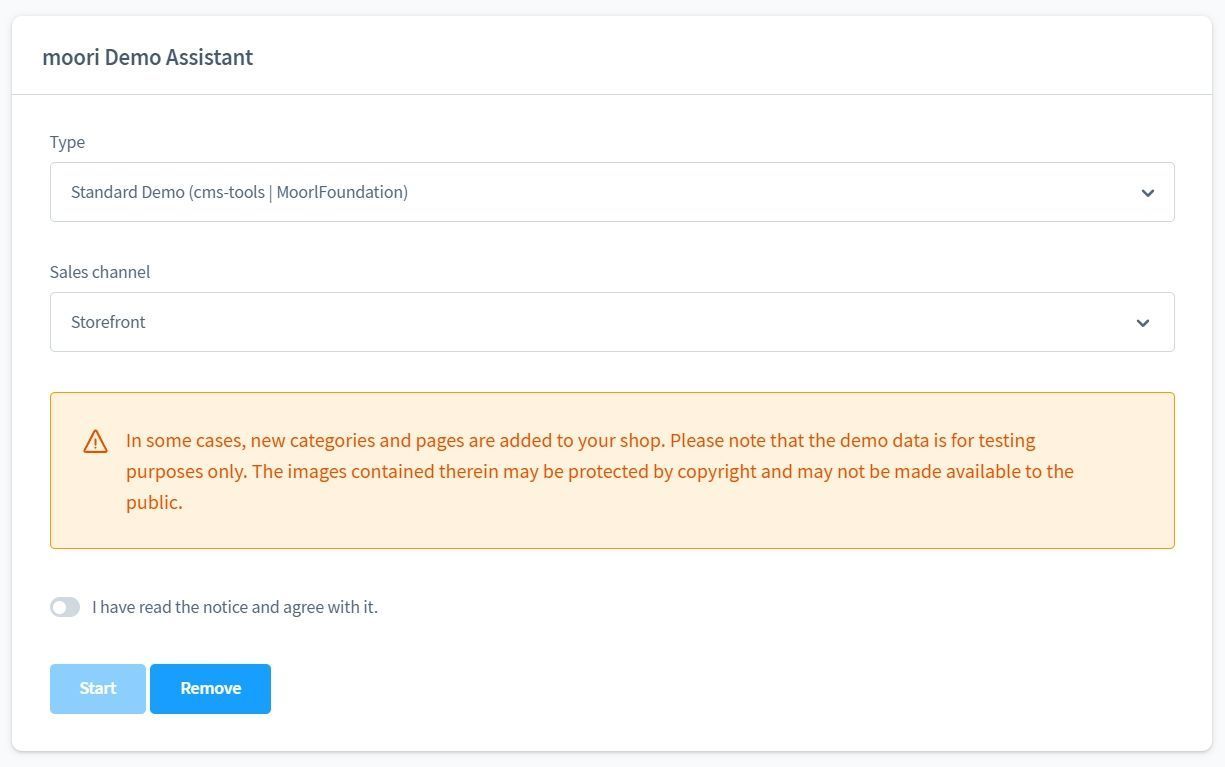 moori Demo Assistant
Type
Standard Demo (cms-tools | MoorlFoundation)
Sales channel
Storefront
In some cases, new categories and pages are added to your shop. Please note that the demo data is for testing
purposes only. The images contained therein may be protected by copyright and may not be made available to the
public.
I have read the notice and agree with it.
Start
Remove